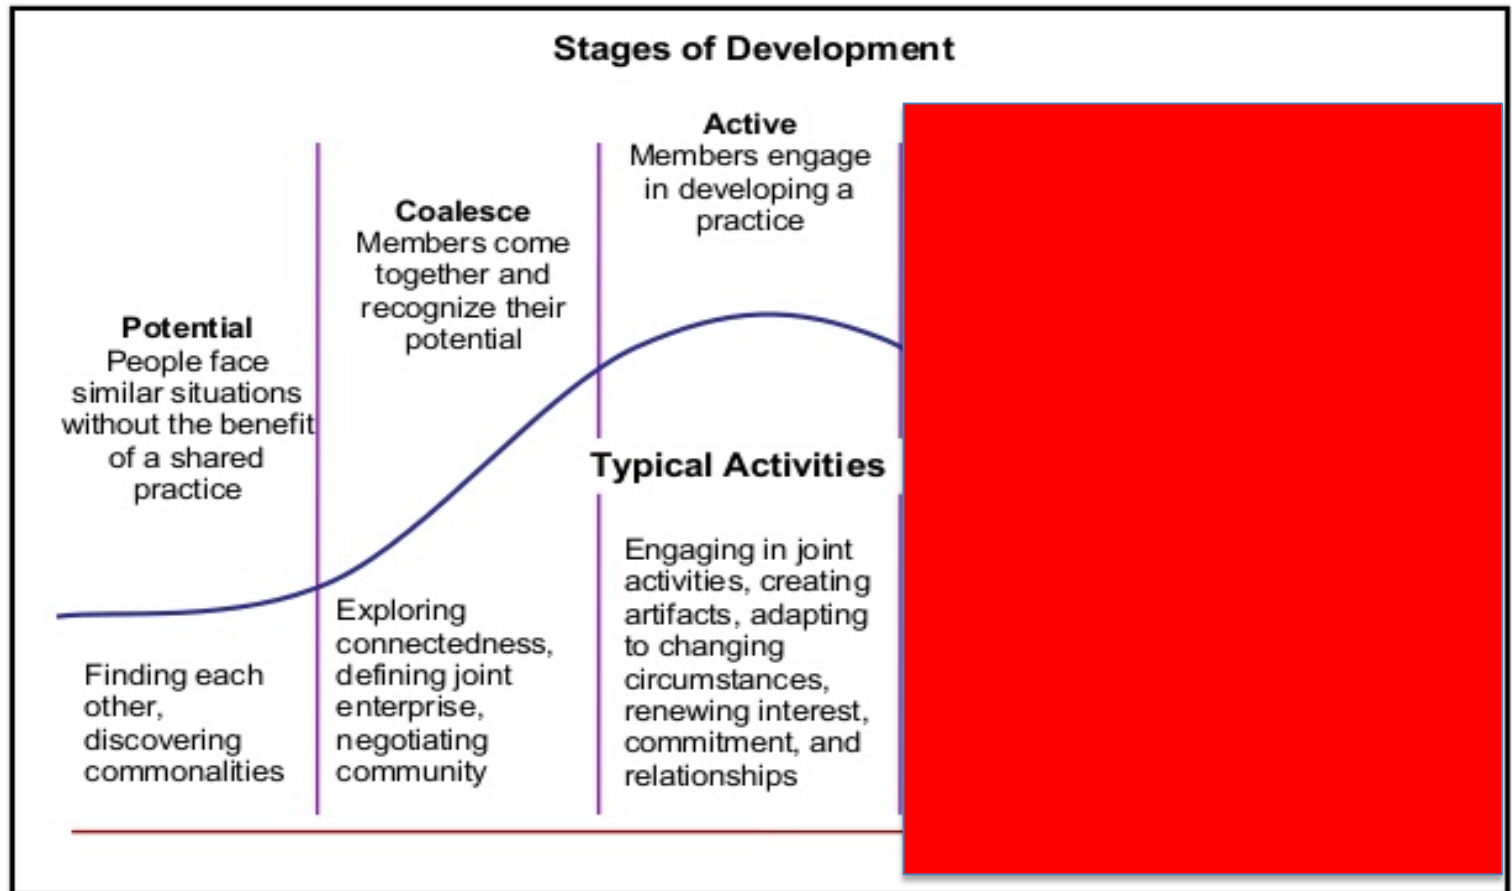 Stages of Development
Potential
People face
similar situations
without the benefit
of a shared
practice
Coalesce
Members come
together and
recognize their
potential
Active
Members engage
in developing a
practice
Typical Activities
Finding each
other,
discovering
commonalities
Exploring
connectedness,
defining joint
enterprise,
negotiating
community
Engaging in joint
activities, creating
artifacts, adapting
to changing
circumstances,
renewing interest,
commitment, and
relationships